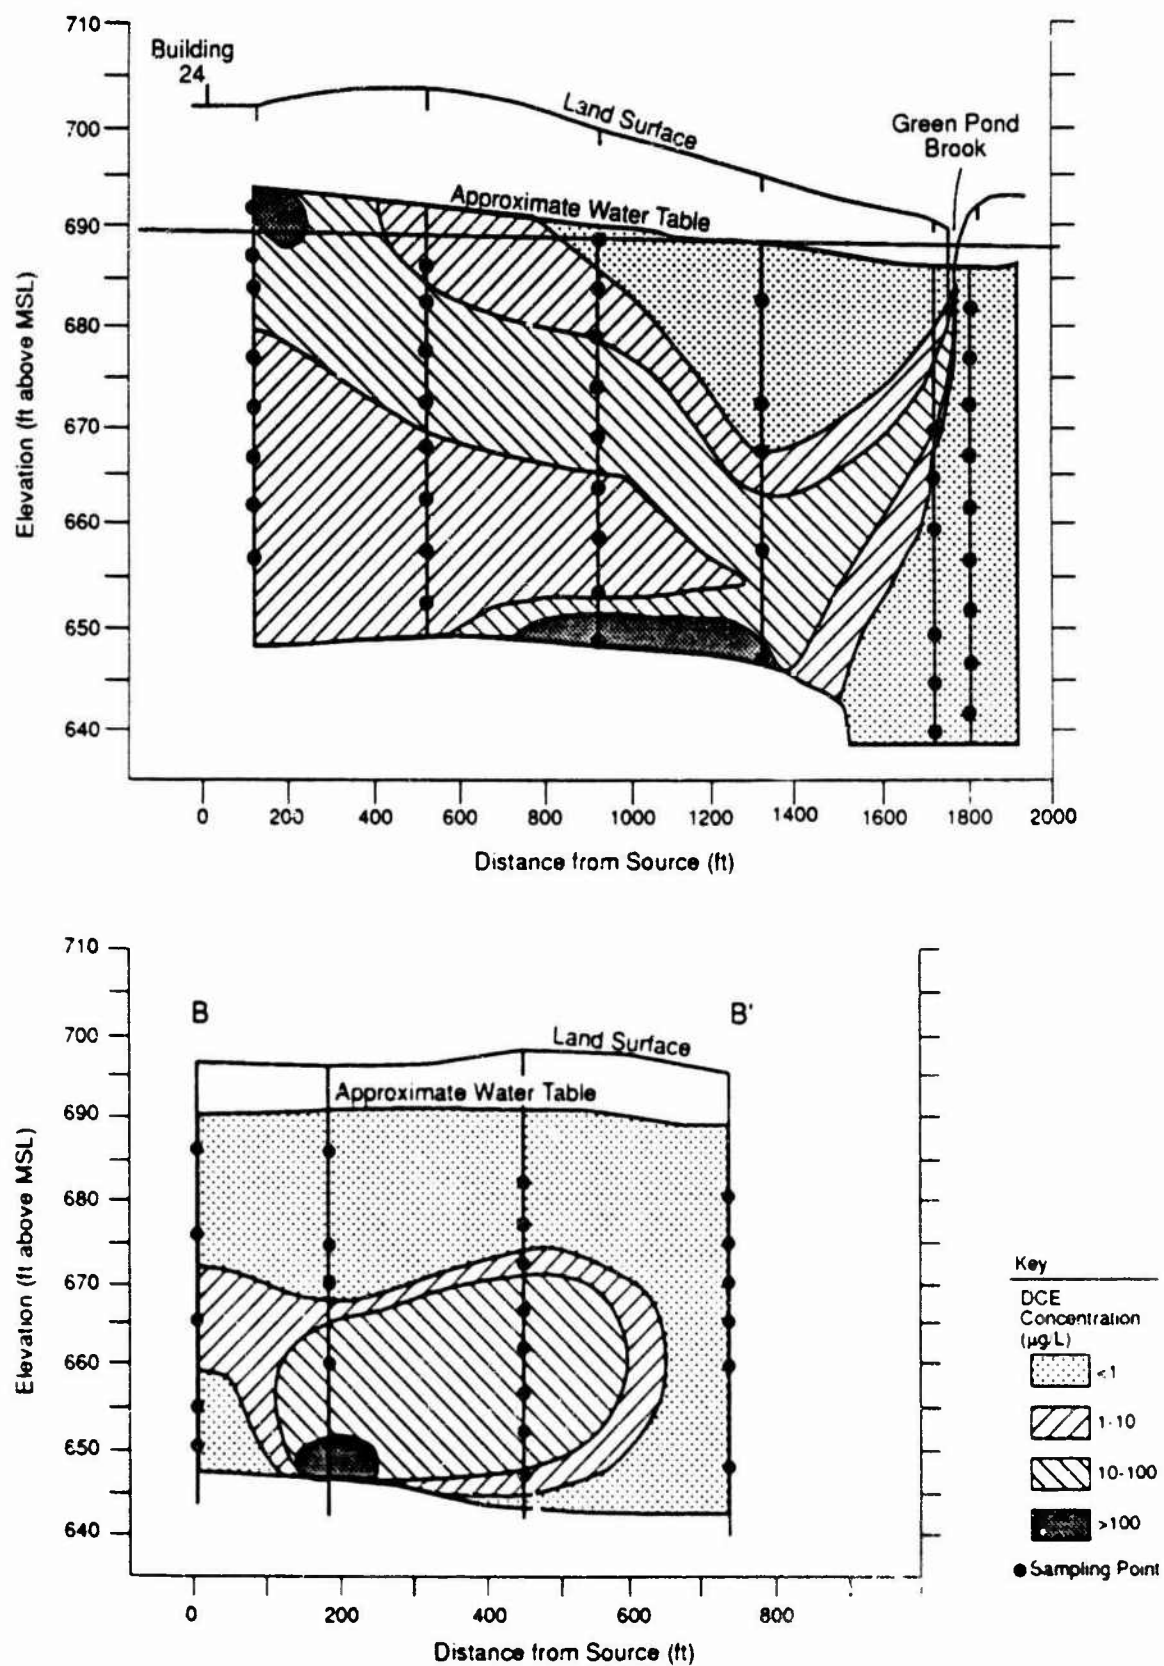 710
700
690
680
670
660
650
640
Elevation (ft above MSL)
Building
24
Land Surface
Green Pond
Brook
Approximate Water Table
0
200
400
600
800
1000
1200
1400
1600
1800
2000
Distance from Source (ft)
710
700
690
680
670
660
650
640
Elevation (ft above MSL)
B
B'
Land Surface
Approximate Water Table
0
200
400
600
800
Distance from Source (ft)
Key
DCE
Concentration
(µg/L)
<1
1-10
10-100
>100
Sampling Point